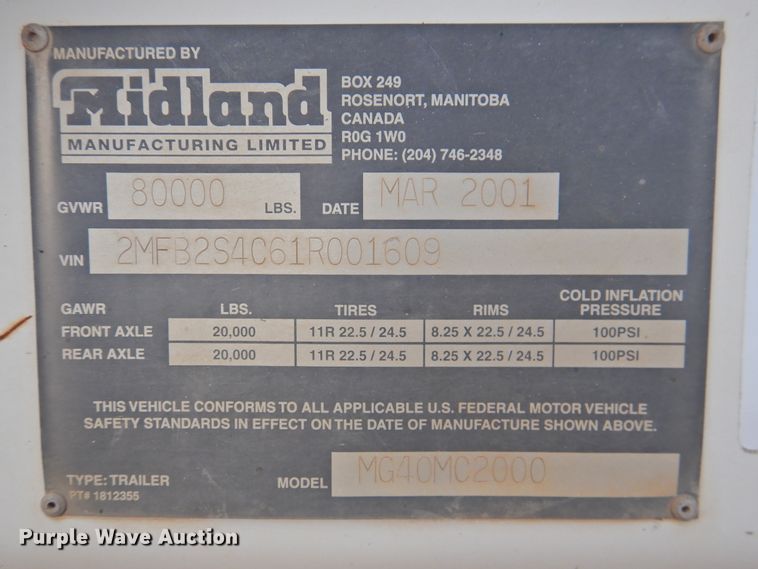 MANUFACTURED BY
Midland
MANUFACTURING LIMITED
BOX 249
ROSENORT, MANITOBA
CANADA
R0G 1W0
PHONE: (204) 746-2348
GVWR 80000 LBS. DATE MAR 2001
VIN 2MFB2S4C61R001609
GAWR LBS. TIRES RIMS COLD INFLATION PRESSURE
FRONT AXLE 20,000 11R 22.5 / 24.5 8.25 X 22.5 / 24.5 100PSI
REAR AXLE 20,000 11R 22.5 / 24.5 8.25 X 22.5 / 24.5 100PSI
THIS VEHICLE CONFORMS TO ALL APPLICABLE U.S. FEDERAL MOTOR VEHICLE
SAFETY STANDARDS IN EFFECT ON THE DATE OF MANUFACTURE SHOWN ABOVE.
TYPE: TRAILER MODEL MG40MC2000
PT# 1812355
Purple Wave Auction